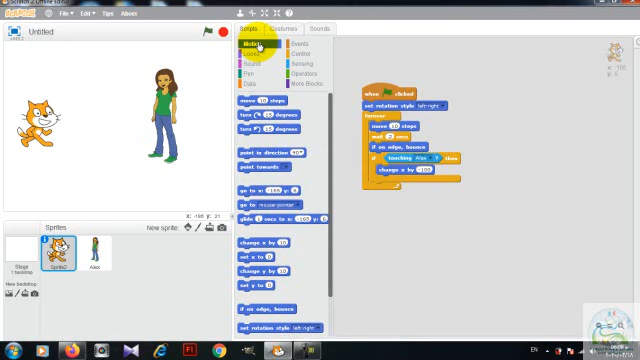 Scratch 2 Offline Editor
SCRATCH
File
Edit
Tips
About
Untitled
x: -195 y: 21
Sprites
New sprite:
Stage
1 backdrop
New backdrop:
Sprite2
Alex
Scripts
Costumes
Sounds
Motion
Looks
Sound
Pen
Data
Events
Control
Sensing
Operators
More Blocks
move 10 steps
turn 15 degrees
turn 15 degrees
point in direction 90
point towards
go to x: -165 y: 6
go to mouse-pointer
glide 1 secs to x: -165 y: 6
change x by 10
set x to 0
change y by 10
set y to 0
if on edge, bounce
set rotation style left-right
when clicked
set rotation style left-right
forever
move 10 steps
wait .2 secs
if on edge, bounce
if touching Alex ? then
change x by -100
EN